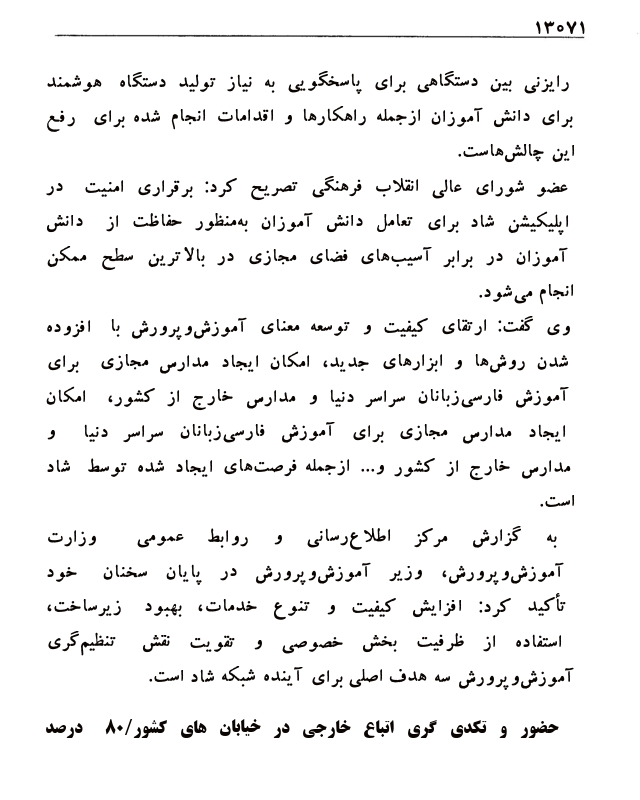 ۱۳۰۷۱
رایزنی بین دستگاهی برای پاسخگویی به نیاز تولید دستگاه هوشمند
برای دانش آموزان ازجمله راهکارها و اقدامات انجام شده برای رفع
این چالش‌هاست.
عضو شورای عالی انقلاب فرهنگی تصریح کرد: برقراری امنیت در
اپلیکیشن شاد برای تعامل دانش آموزان به‌منظور حفاظت از دانش
آموزان در برابر آسیب‌های فضای مجازی در بالاترین سطح ممکن
انجام می‌شود.
وی گفت: ارتقای کیفیت و توسعه معنای آموزش‌وپرورش با افزوده
شدن روش‌ها و ابزارهای جدید، امکان ایجاد مدارس مجازی برای
آموزش فارسی‌زبانان سراسر دنیا و مدارس خارج از کشور، امکان
ایجاد مدارس مجازی برای آموزش فارسی‌زبانان سراسر دنیا و
مدارس خارج از کشور و... ازجمله فرصت‌های ایجاد شده توسط شاد
است.
به گزارش مرکز اطلاع‌رسانی و روابط عمومی وزارت
آموزش‌وپرورش، وزیر آموزش‌وپرورش در پایان سخنان خود
تأکید کرد: افزایش کیفیت و تنوع خدمات، بهبود زیرساخت،
استفاده از ظرفیت بخش خصوصی و تقویت نقش تنظیم‌گری
آموزش‌وپرورش سه هدف اصلی برای آینده شبکه شاد است.
حضور و تکدی گری اتباع خارجی در خیابان های کشور/۸۰ درصد